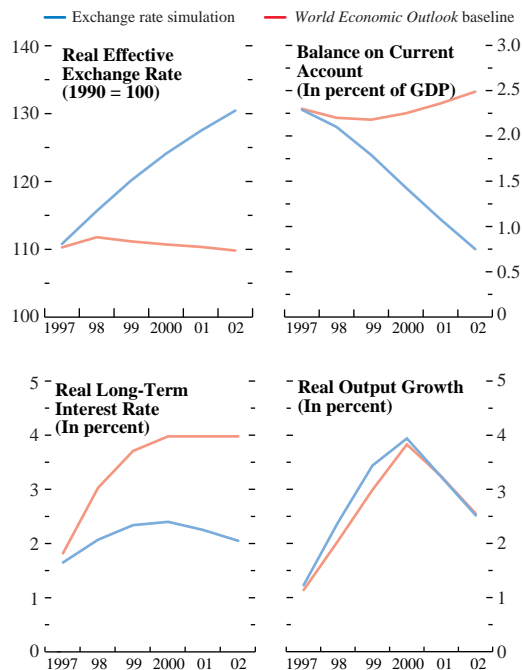 Exchange rate simulation
World Economic Outlook baseline
Real Effective
Exchange Rate
(1990 = 100)
140
130
120
110
100
1997 98 99 2000 01 02
Balance on Current
Account
(In percent of GDP)
3.0
2.5
2.0
1.5
1.0
0.5
0.0
1997 98 99 2000 01 02
Real Long-Term
Interest Rate
(In percent)
5
4
3
2
1
0
1997 98 99 2000 01 02
Real Output Growth
(In percent)
5
4
3
2
1
0
1997 98 99 2000 01 02